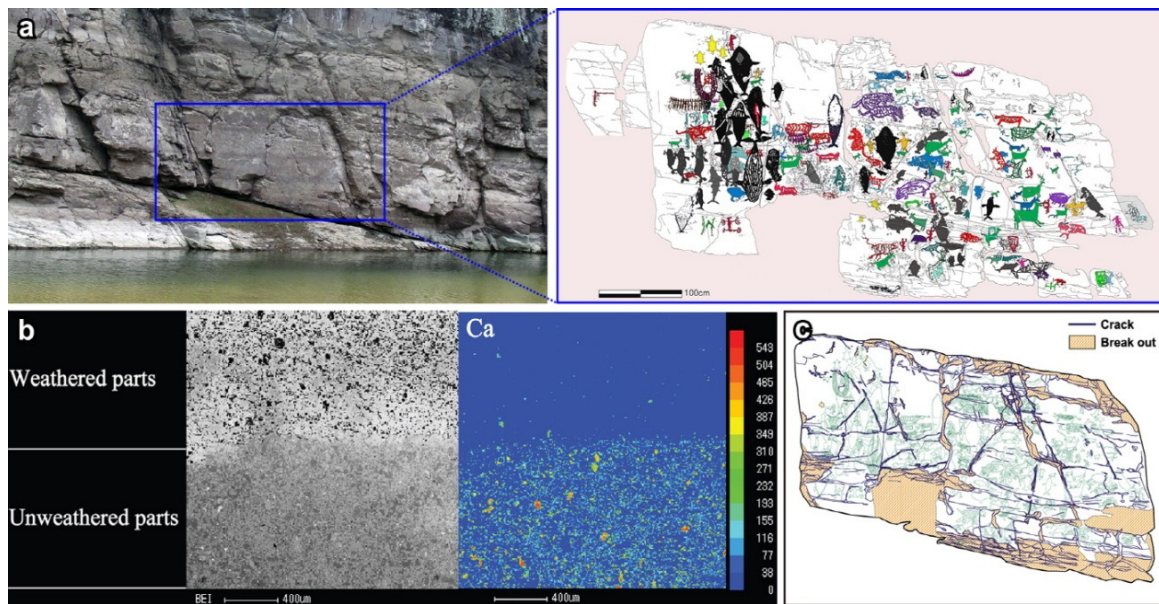 a
100cm
b
Weathered parts
Unweathered parts
Ca
543
504
465
426
387
349
310
271
232
193
155
116
77
38
0
BEI 400um
400um
C
Crack
Break out